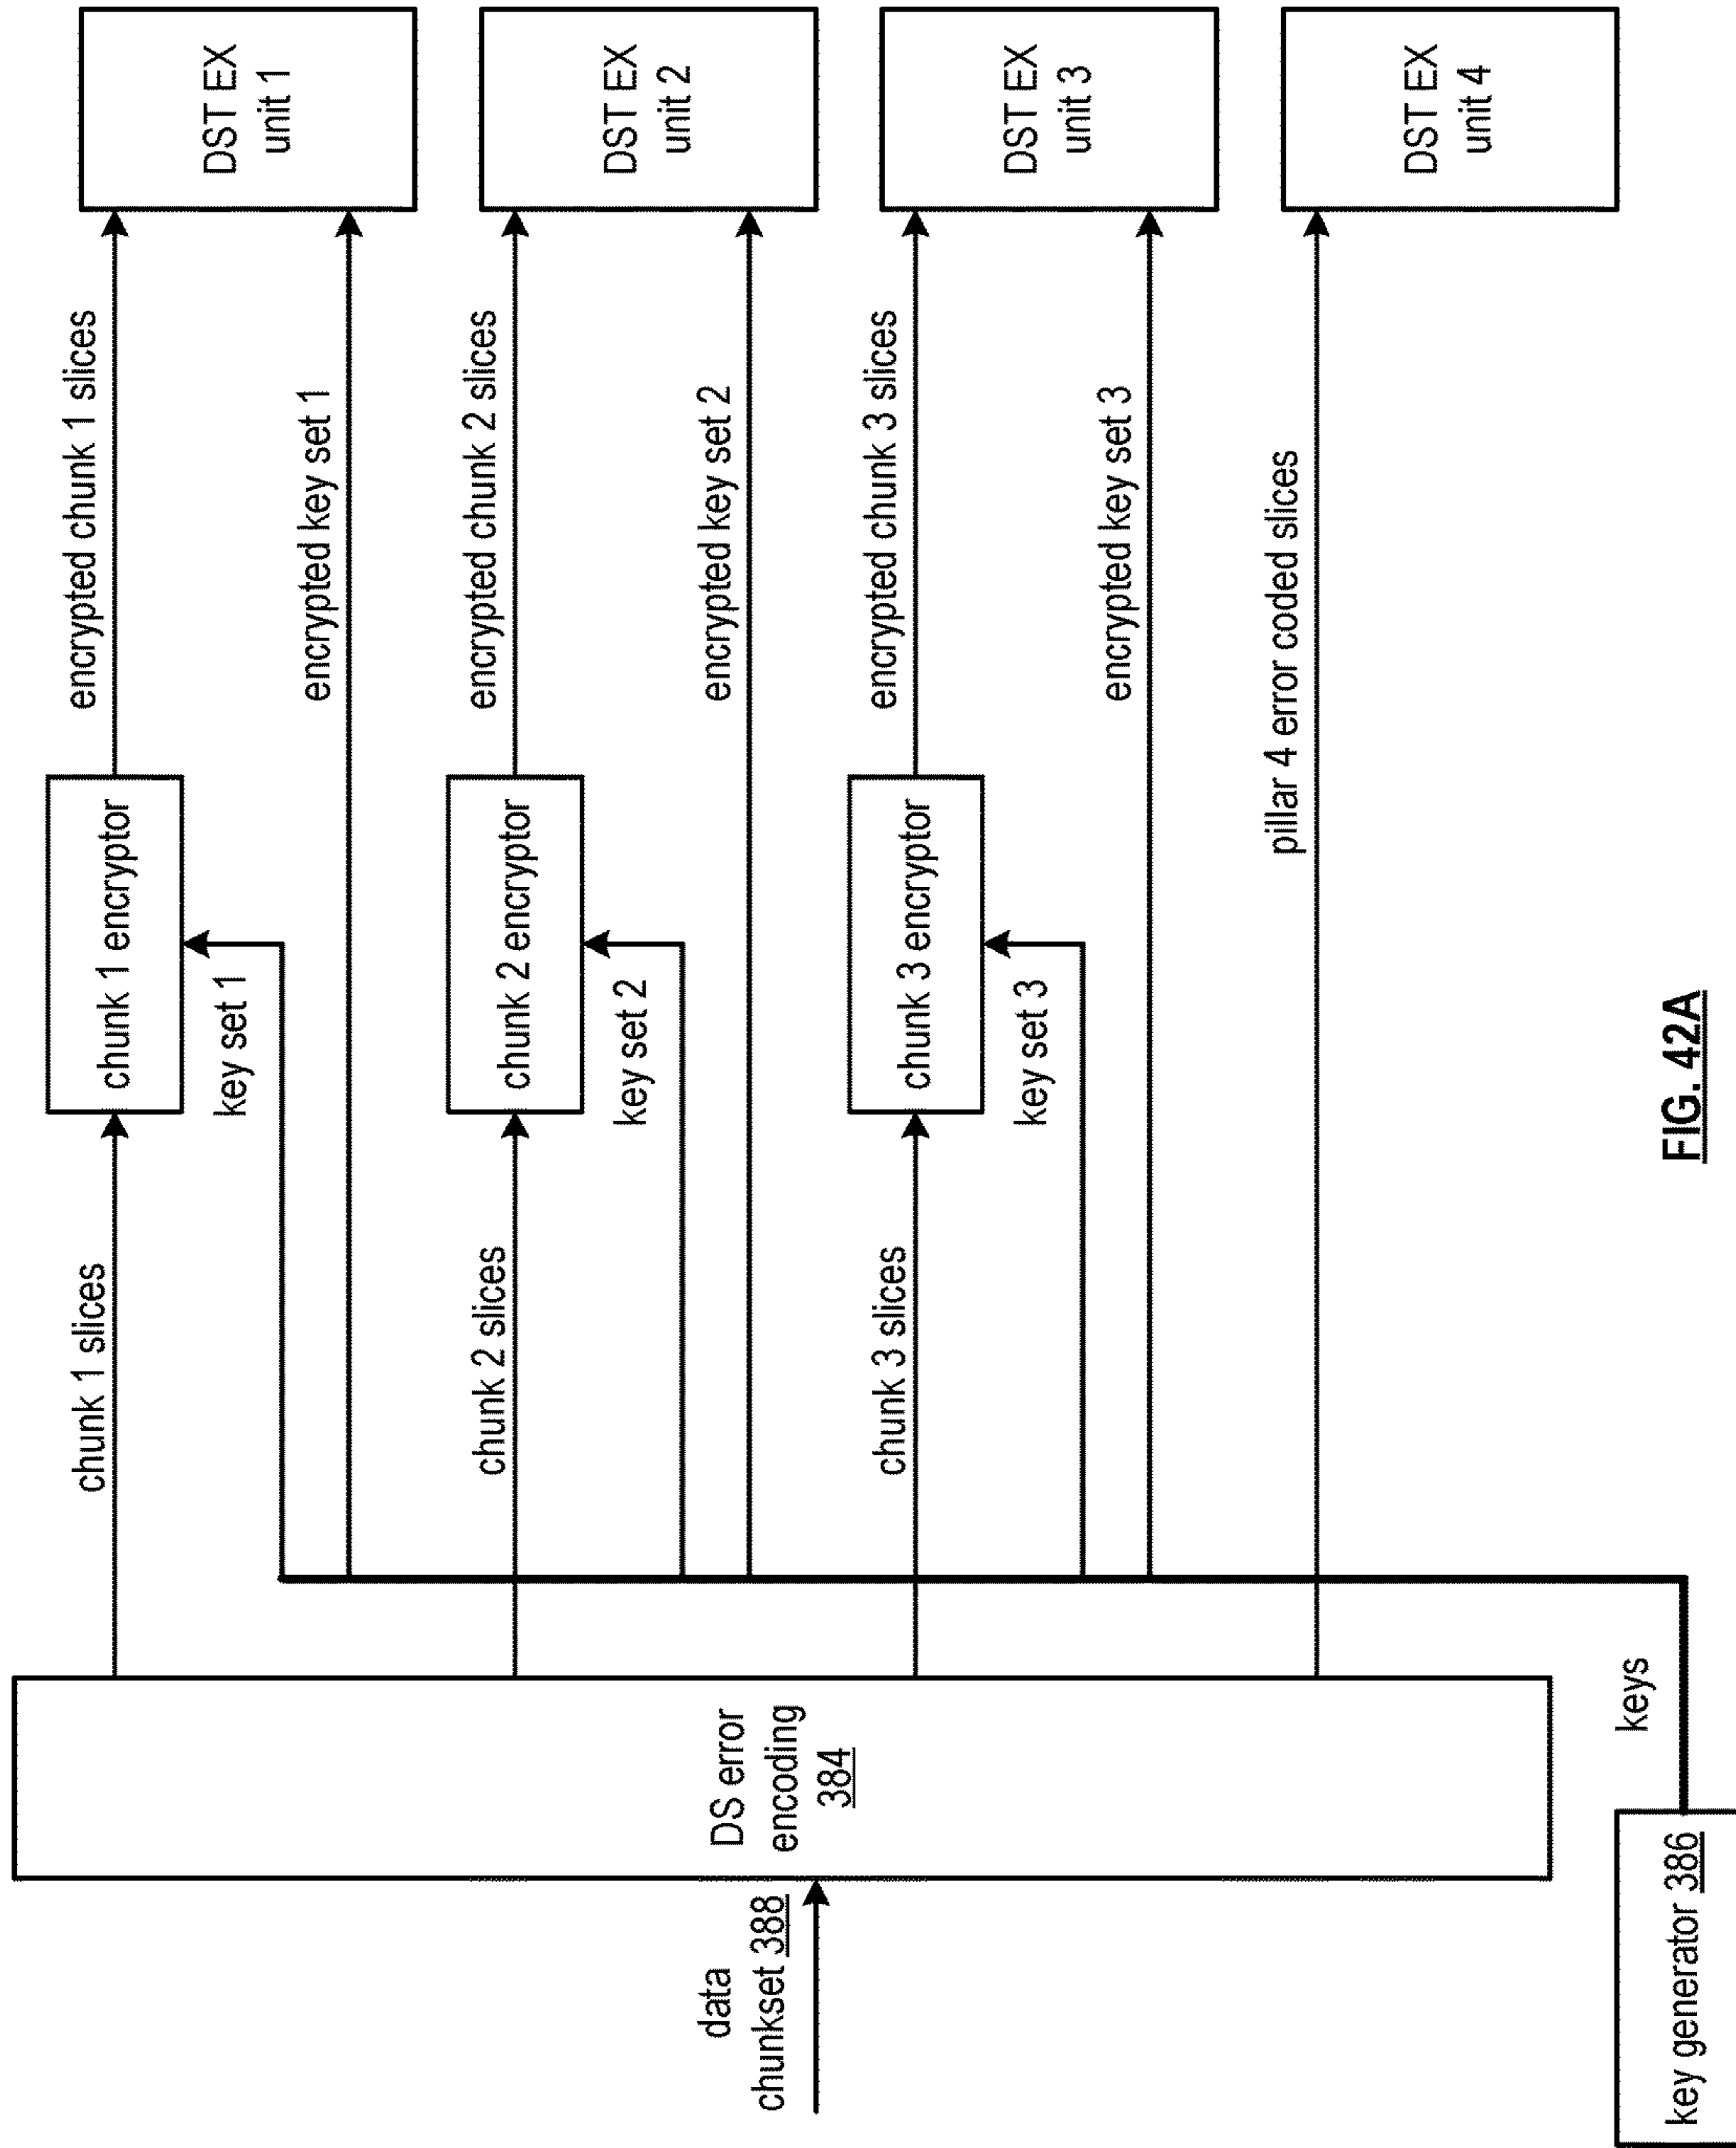 data
chunkset 388
DS error
encoding
384
key generator 386
keys
chunk 1 slices
chunk 1 encryptor
key set 1
encrypted chunk 1 slices
encrypted key set 1
DST EX
unit 1
chunk 2 slices
chunk 2 encryptor
key set 2
encrypted chunk 2 slices
encrypted key set 2
DST EX
unit 2
chunk 3 slices
chunk 3 encryptor
key set 3
encrypted chunk 3 slices
encrypted key set 3
DST EX
unit 3
pillar 4 error coded slices
DST EX
unit 4
FIG. 42A